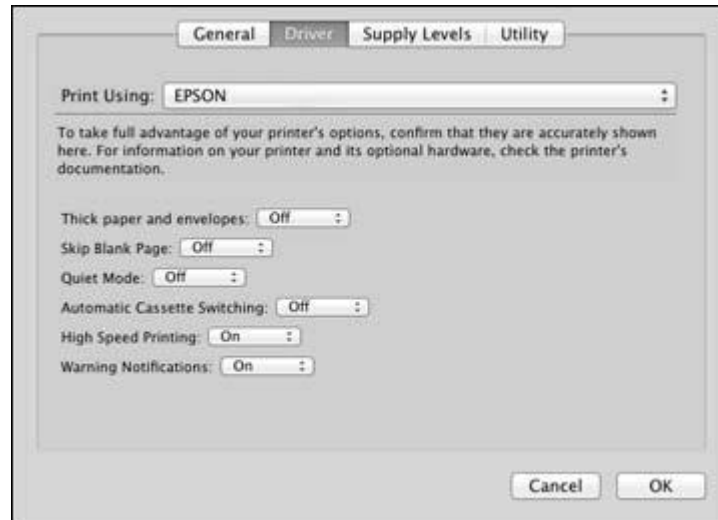 General Driver Supply Levels Utility
Print Using: EPSON
To take full advantage of your printer's options, confirm that they are accurately shown
here. For information on your printer and its optional hardware, check the printer's
documentation.
Thick paper and envelopes: Off
Skip Blank Page: Off
Quiet Mode: Off
Automatic Cassette Switching: Off
High Speed Printing: On
Warning Notifications: On
Cancel OK